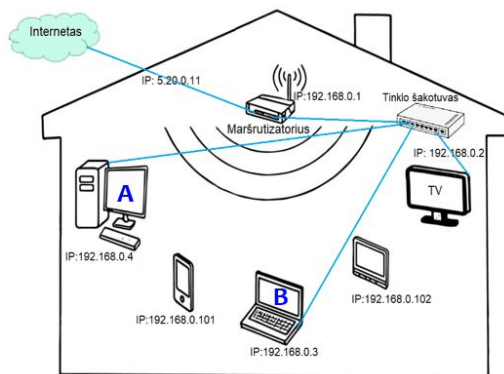 Internetas
IP: 5.20.0.11
IP:192.168.0.1
Maršrutizatorius
Tinklo šakotuvas
IP: 192.168.0.2
TV
A
IP:192.168.0.4
IP:192.168.0.101
B
IP:192.168.0.3
IP:192.168.0.102